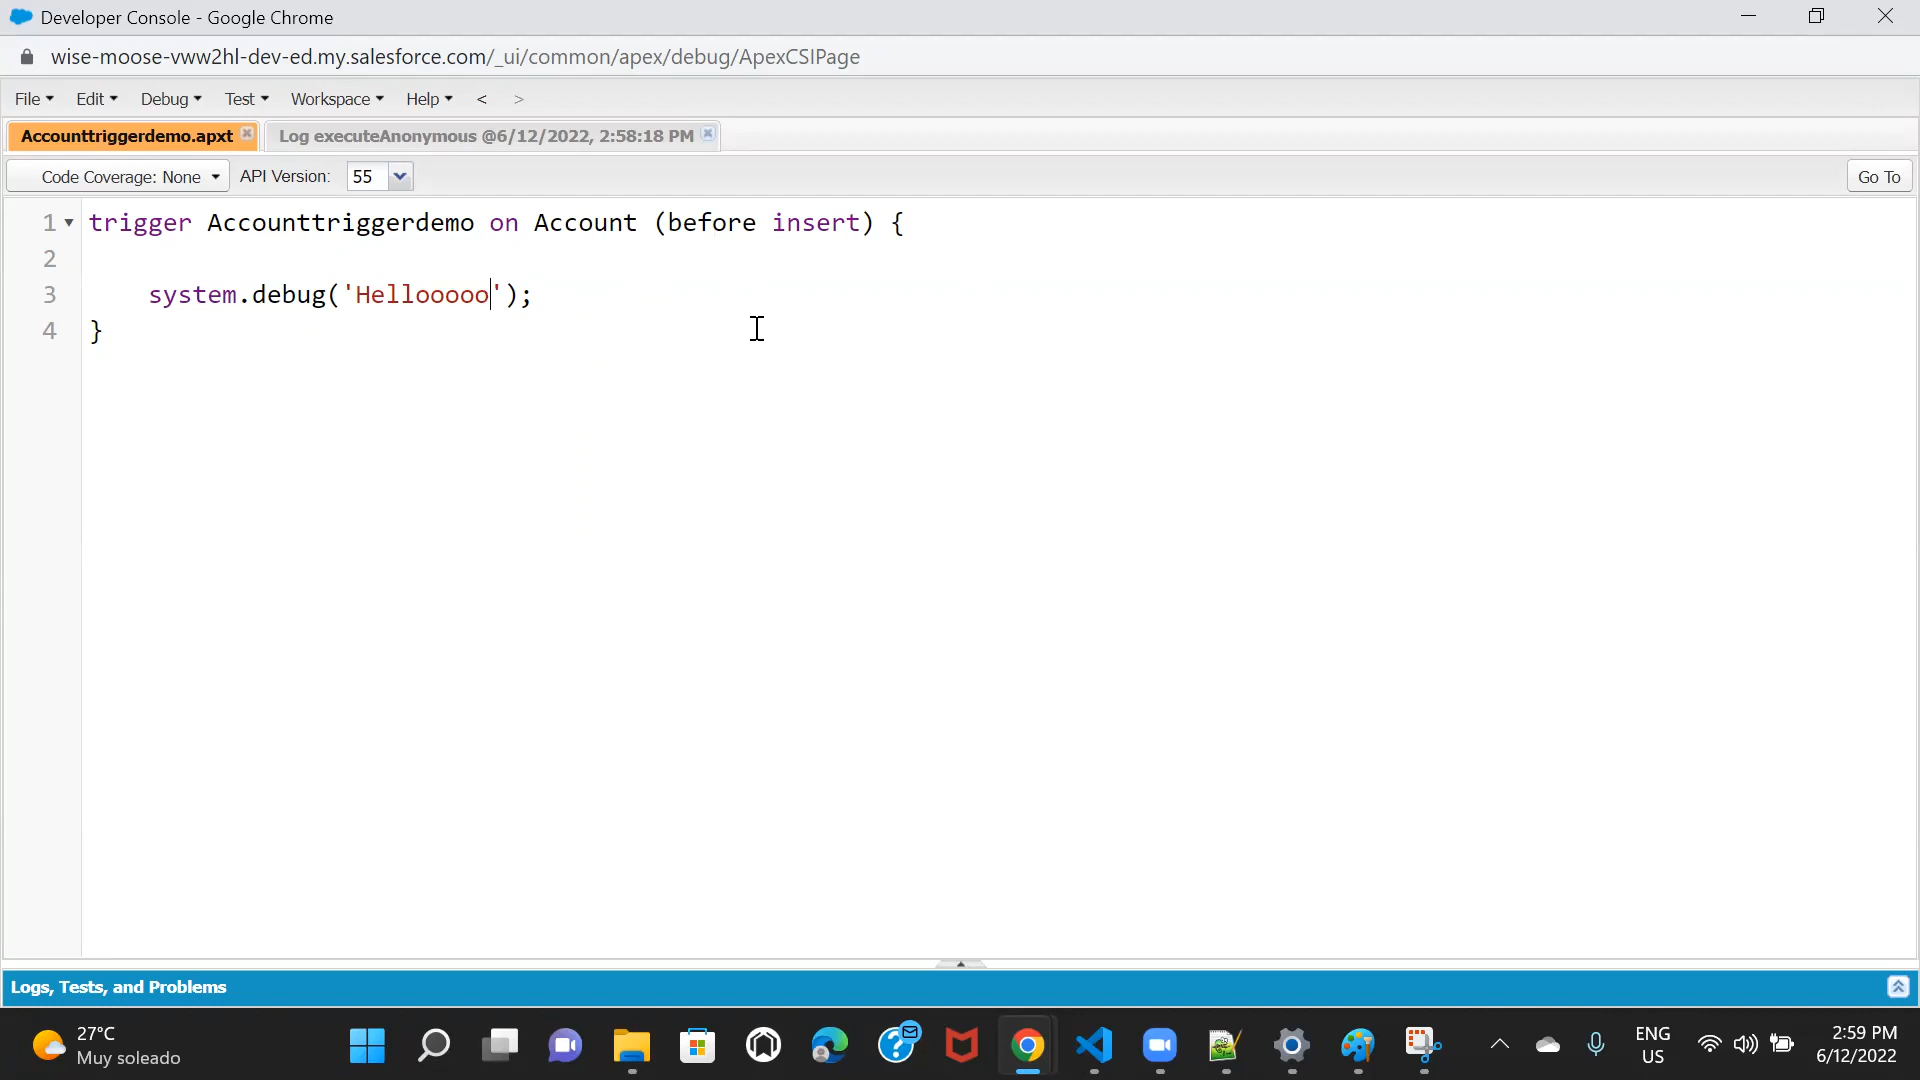 Developer Console - Google Chrome
wise-moose-vww2hl-dev-ed.my.salesforce.com/_ui/common/apex/debug/ApexCSIPage
File Edit Debug Test Workspace Help < >
Accounttriggerdemo.apxt Log executeAnonymous @6/12/2022, 2:58:18 PM
Code Coverage: None API Version: 55 Go To
1 trigger Accounttriggerdemo on Account (before insert) {
2
3 system.debug('Hellooooo');
4 }
Logs, Tests, and Problems
27°C
Muy soleado
ENG
US
2:59 PM
6/12/2022